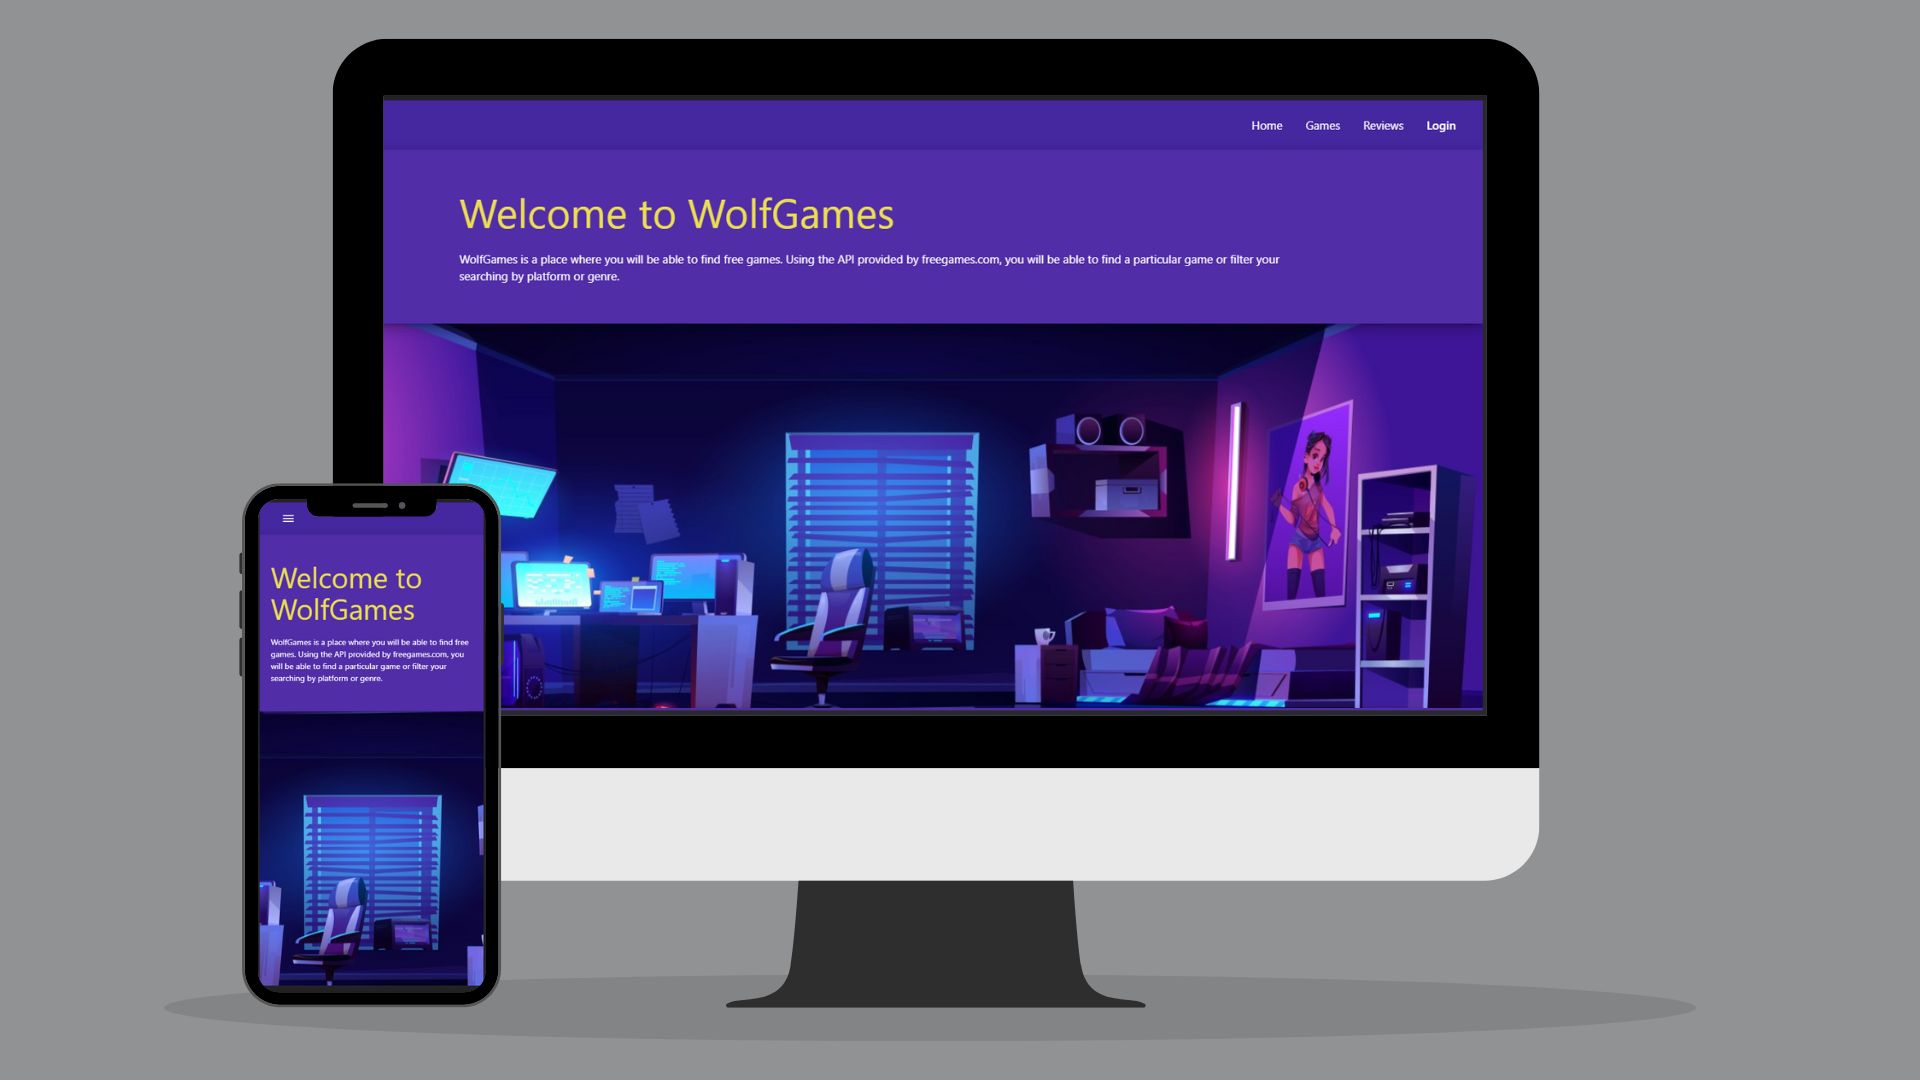 Home Games Reviews Login
Welcome to WolfGames
WolfGames is a place where you will be able to find free games. Using the API provided by freegames.com, you will be able to find a particular game or filter your
searching by platform or genre.
Welcome to
WolfGames
WolfGames is a place where you will be able to find free
games. Using the API provided by freegames.com, you
will be able to find a particular game or filter your
searching by platform or genre.